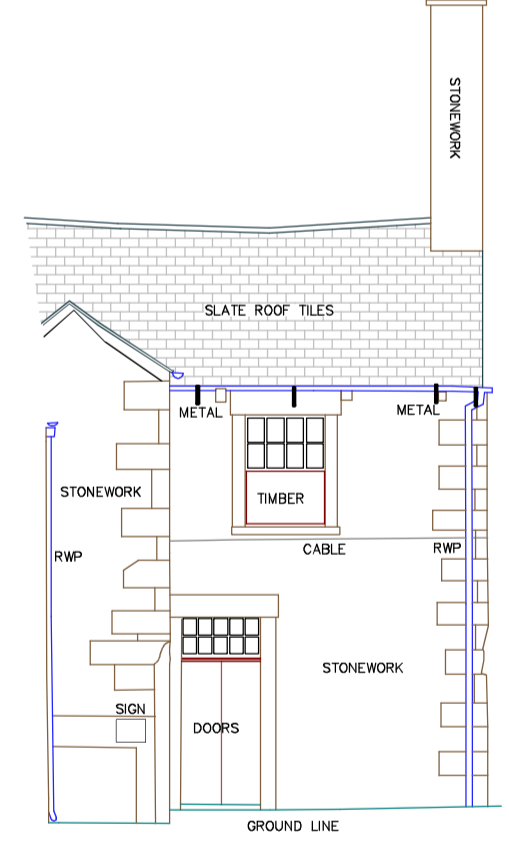 STONEWORK
SLATE ROOF TILES
METAL
METAL
STONEWORK
TIMBER
CABLE
RWP
RWP
STONEWORK
SIGN
DOORS
GROUND LINE